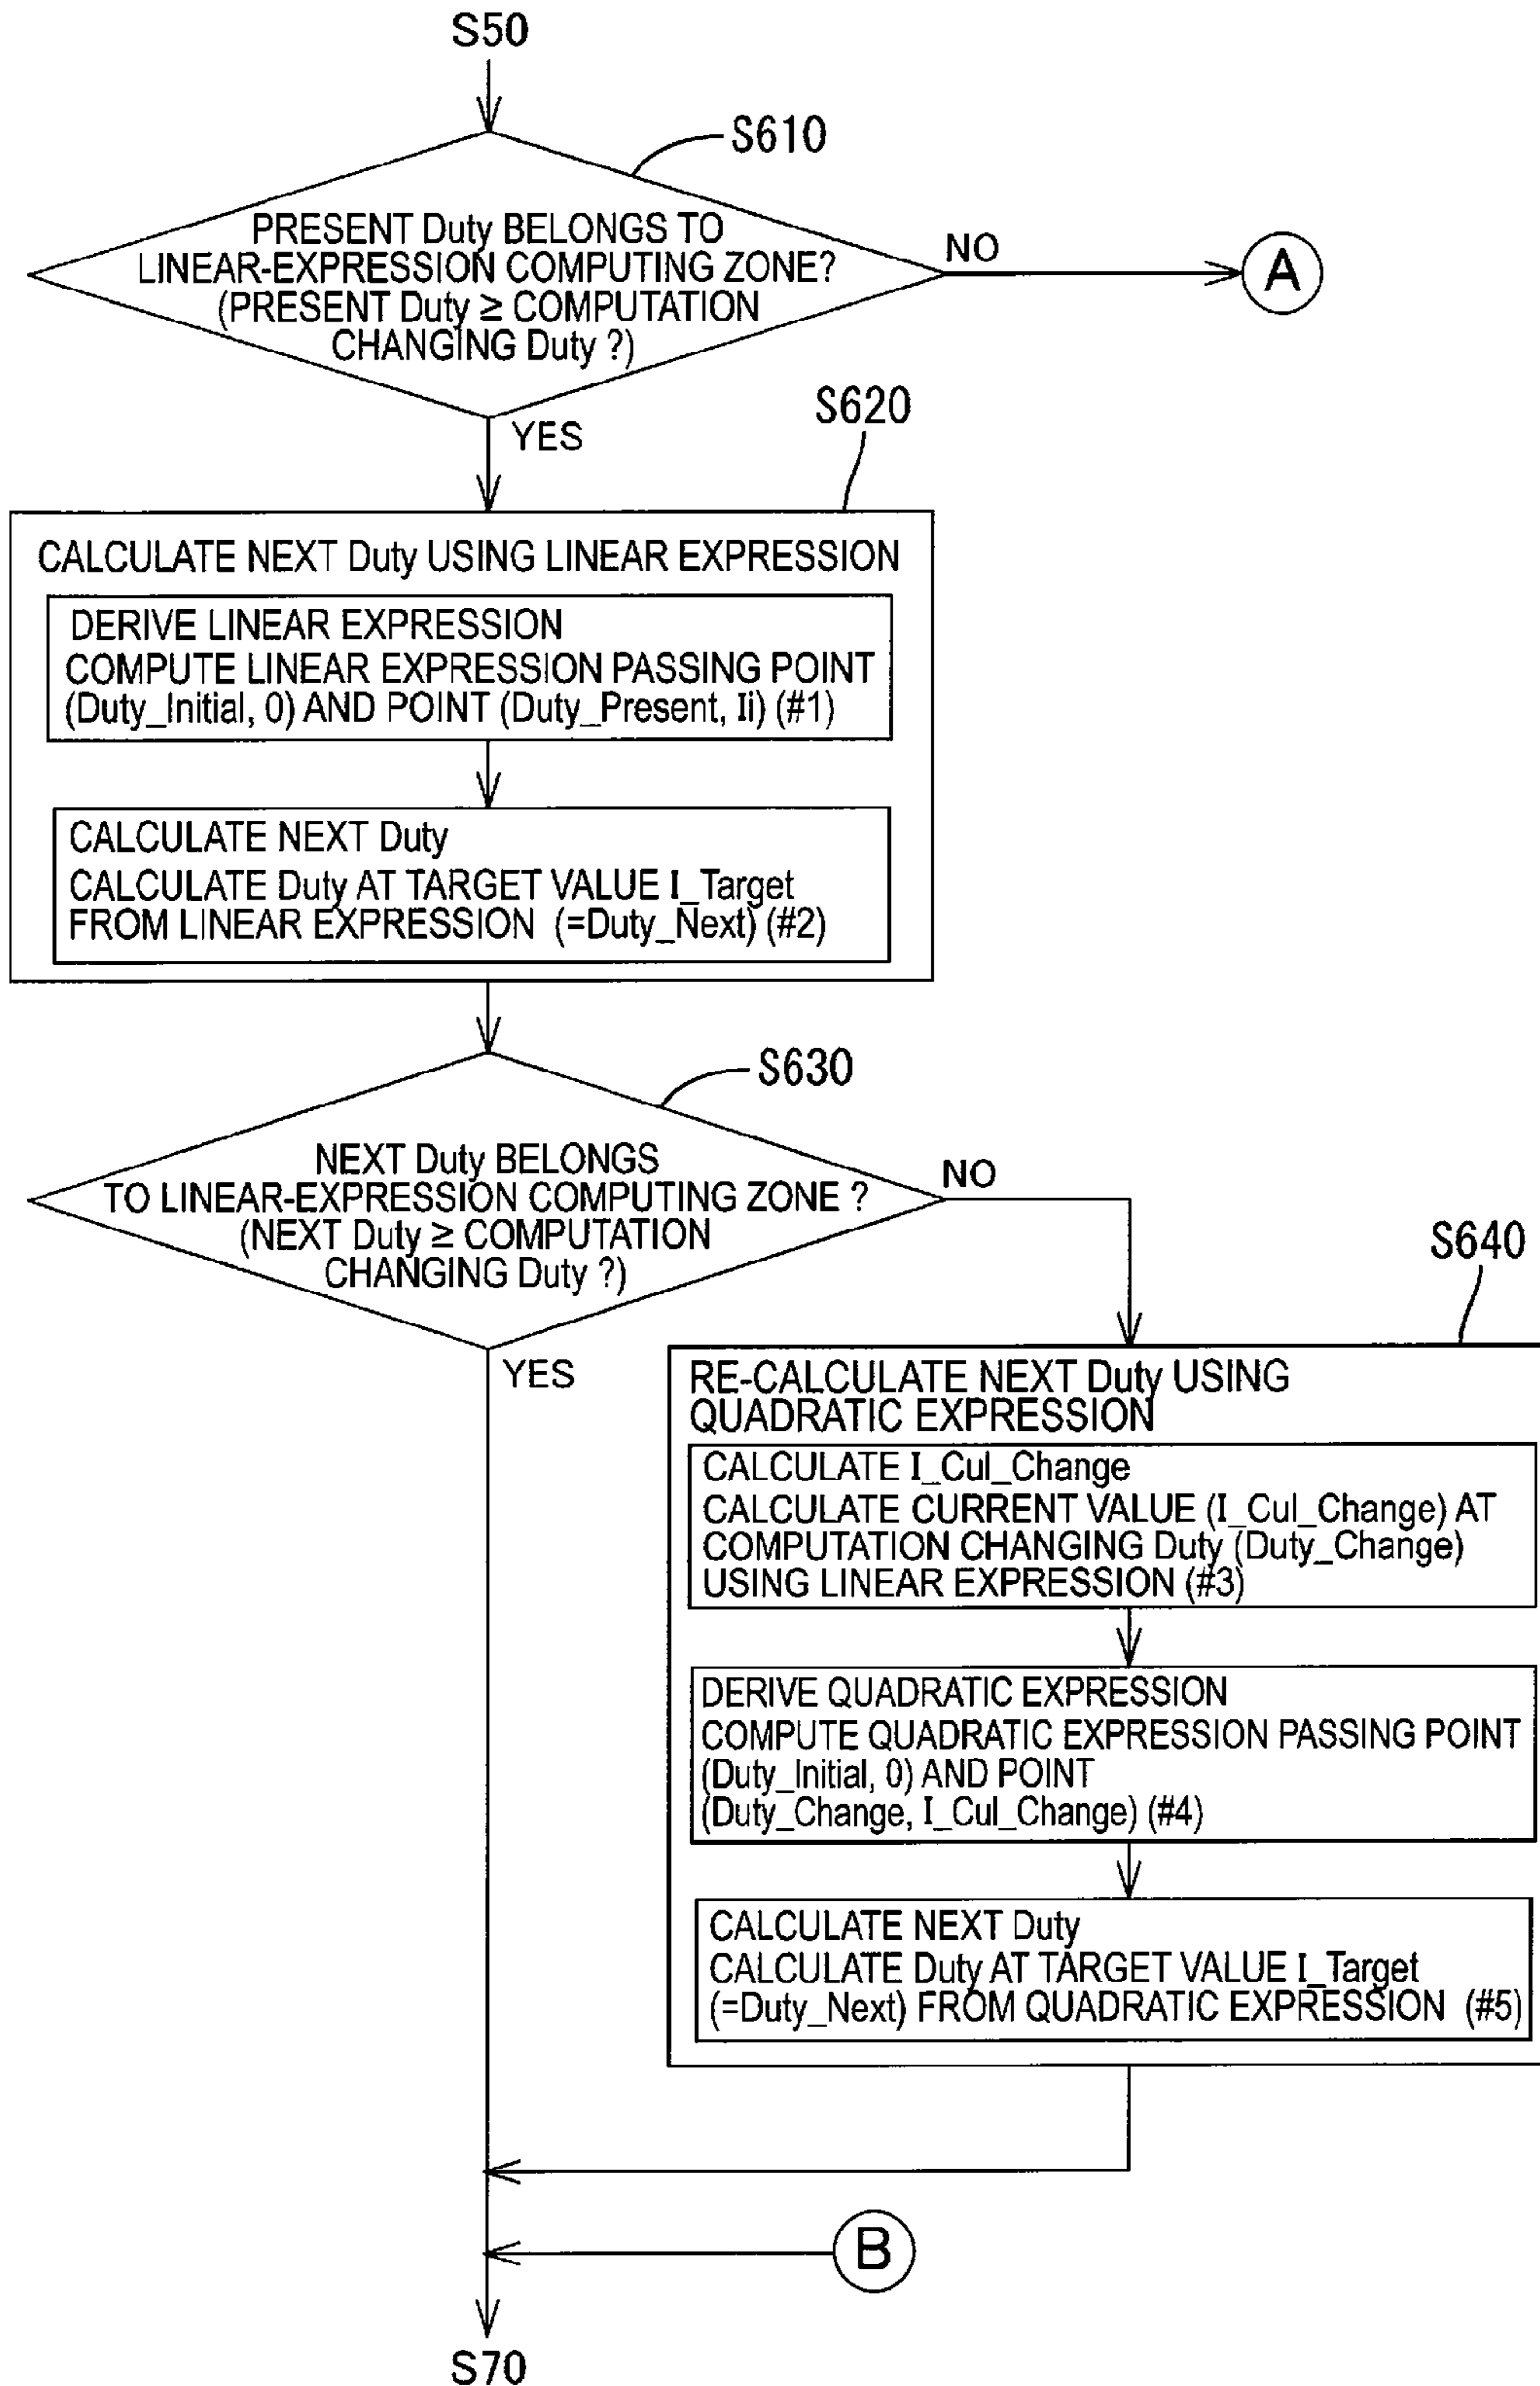 S50
S610
PRESENT Duty BELONGS TO
LINEAR-EXPRESSION COMPUTING ZONE?
(PRESENT Duty ≥ COMPUTATION
CHANGING Duty ?)
NO
A
YES
S620
CALCULATE NEXT Duty USING LINEAR EXPRESSION
DERIVE LINEAR EXPRESSION
COMPUTE LINEAR EXPRESSION PASSING POINT
(Duty_Initial, 0) AND POINT (Duty_Present, Ii) (#1)
CALCULATE NEXT Duty
CALCULATE Duty AT TARGET VALUE I_Target
FROM LINEAR EXPRESSION (=Duty_Next) (#2)
S630
NEXT Duty BELONGS
TO LINEAR-EXPRESSION COMPUTING ZONE ?
(NEXT Duty ≥ COMPUTATION
CHANGING Duty ?)
NO
YES
S640
RE-CALCULATE NEXT Duty USING
QUADRATIC EXPRESSION
CALCULATE I_Cul_Change
CALCULATE CURRENT VALUE (I_Cul_Change) AT
COMPUTATION CHANGING Duty (Duty_Change)
USING LINEAR EXPRESSION (#3)
DERIVE QUADRATIC EXPRESSION
COMPUTE QUADRATIC EXPRESSION PASSING POINT
(Duty_Initial, 0) AND POINT
(Duty_Change, I_Cul_Change) (#4)
CALCULATE NEXT Duty
CALCULATE Duty AT TARGET VALUE I_Target
(=Duty_Next) FROM QUADRATIC EXPRESSION (#5)
B
S70